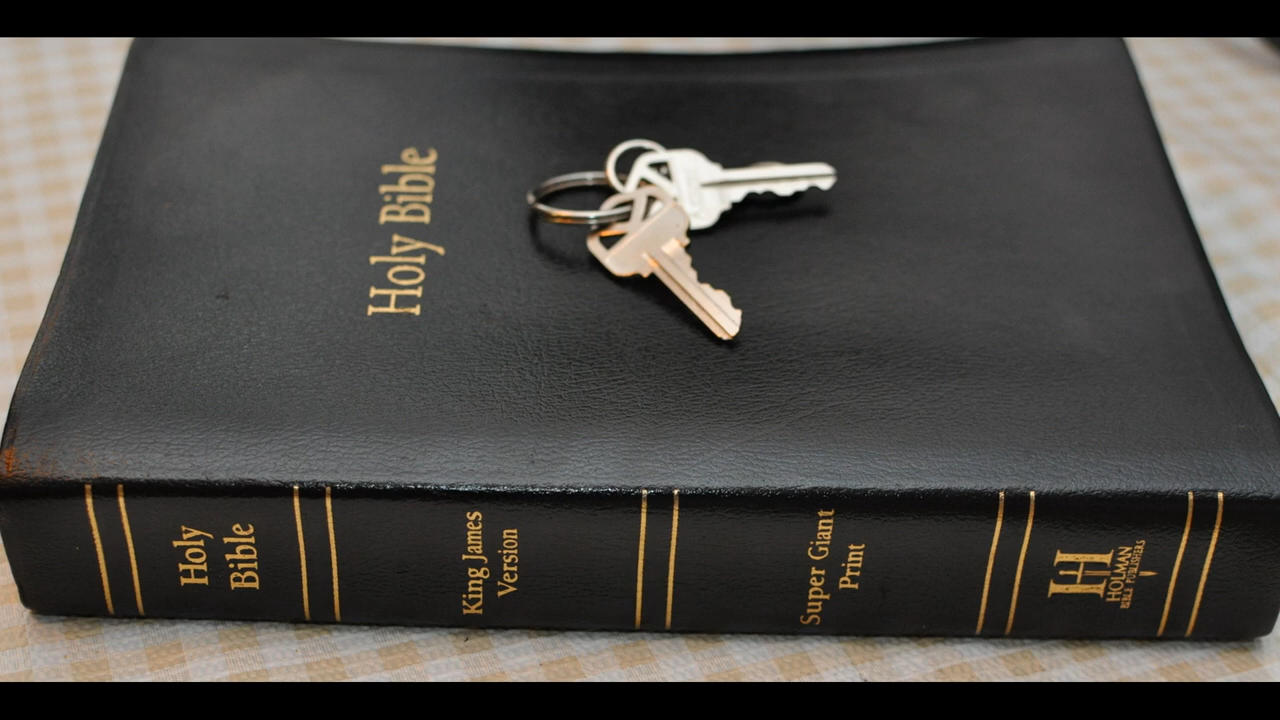 Holy Bible
Holy
Bible
King James
Version
Super Giant
Print
HOLMAN
BIBLE PUBLISHERS